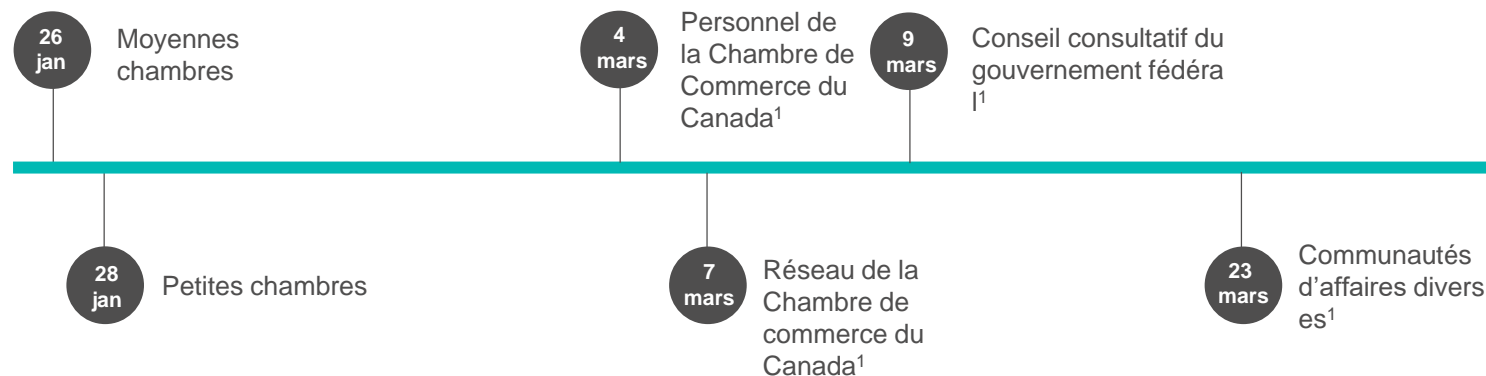 26
jan
Moyennes
chambres
4
mars
Personnel de
la Chambre de
Commerce du
Canada¹
9
mars
Conseil consultatif du
gouvernement fédéra
l¹
28
jan
Petites chambres
7
mars
Réseau de la
Chambre de
commerce du
Canada¹
23
mars
Communautés
d’affaires divers
es¹